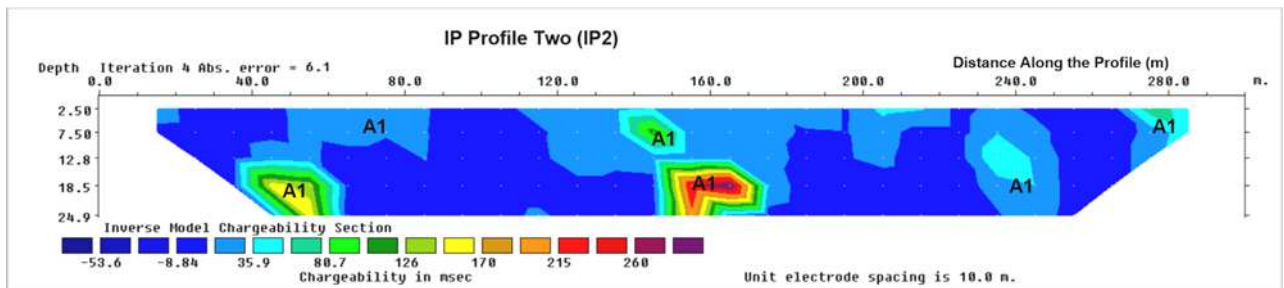 IP Profile Two (IP2)
Depth Iteration 4 Abs. error = 6.1
Distance Along the Profile (m)
0.0 40.0 80.0 120.0 160.0 200.0 240.0 280.0 m.
2.50
7.50
12.8
18.5
24.9
A1 A1 A1
A1 A1 A1
Inverse Model Chargeability Section
-53.6 -8.84 35.9 80.7 126 170 215 260
Chargeability in msec
Unit electrode spacing is 10.0 m.